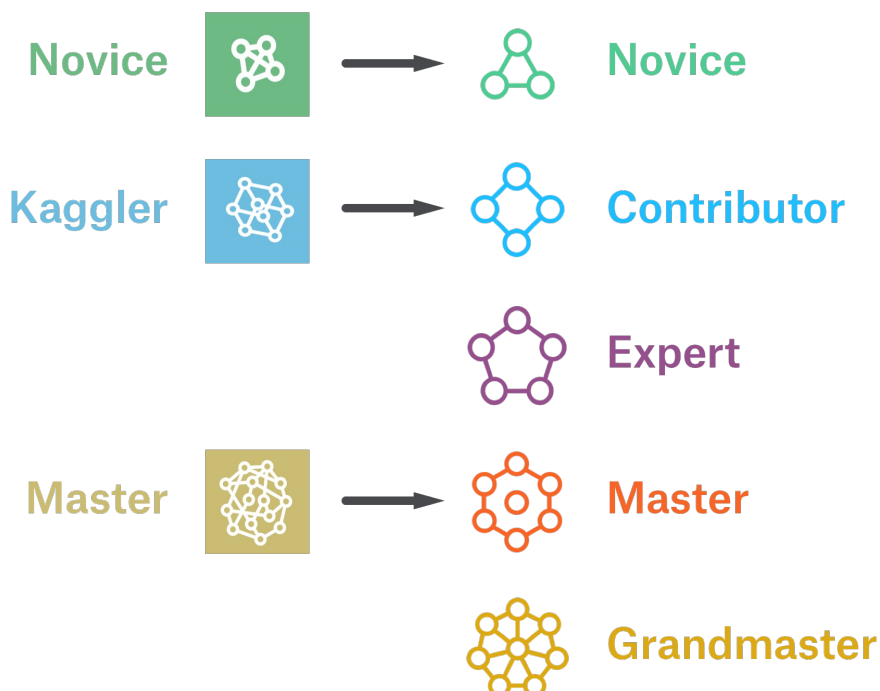 Novice Novice
Kaggler Contributor
Expert
Master Master
Grandmaster